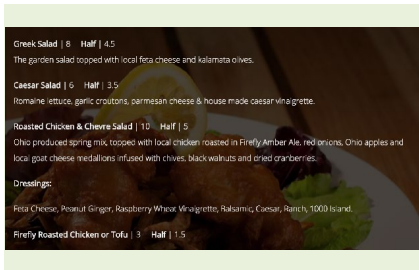 Greek Salad | 8 Half | 4.5
The garden salad topped with local feta cheese and kalamata olives.
Caesar Salad | 6 Half | 3.5
Romaine lettuce, garlic croutons, parmesan cheese & house made caesar vinaigrette.
Roasted Chicken & Chevre Salad | 10 Half | 5
Ohio produced spring mix, topped with local chicken roasted in Firefly Amber Ale, red onions, Ohio apples and
local goat cheese medallions infused with chives, black walnuts and dried cranberries.
Dressings:
Feta Cheese, Peanut Ginger, Raspberry Wheat Vinaigrette, Balsamic, Caesar, Ranch, 1000 Island.
Firefly Roasted Chicken or Tofu | 3 Half | 1.5